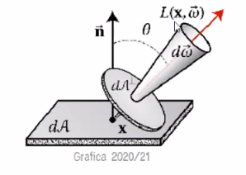 L(x, ω⃗)
n⃗
θ
dω⃗
dA⊥
dA
x
Grafica 2020/21